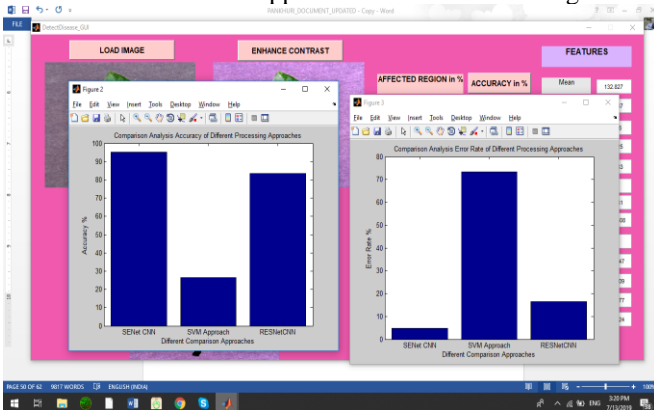 PANKHURI_DOCUMENT_UPDATED - Copy - Word
FILE
DetectDisease_GUI
LOAD IMAGE
ENHANCE CONTRAST
FEATURES
AFFECTED REGION in %
ACCURACY in %
Mean
132.827
Figure 2
File Edit View Insert Tools Desktop Window Help
Comparison Analysis Accuracy of Different Processing Approaches
100
90
80
70
60
50
40
30
20
10
0
Accuracy %
SENet CNN SVM Approach RESNetCNN
Different Comparison Approaches
Figure 3
File Edit View Insert Tools Desktop Window Help
Comparison Analysis Error Rate of Different Processing Approaches
80
70
60
50
40
30
20
10
0
Error Rate %
SENet CNN SVM Approach RESNetCNN
Different Comparison Approaches
PAGE 50 OF 62 9817 WORDS ENGLISH (INDIA)
100%
ENG
3:20 PM
7/13/2019